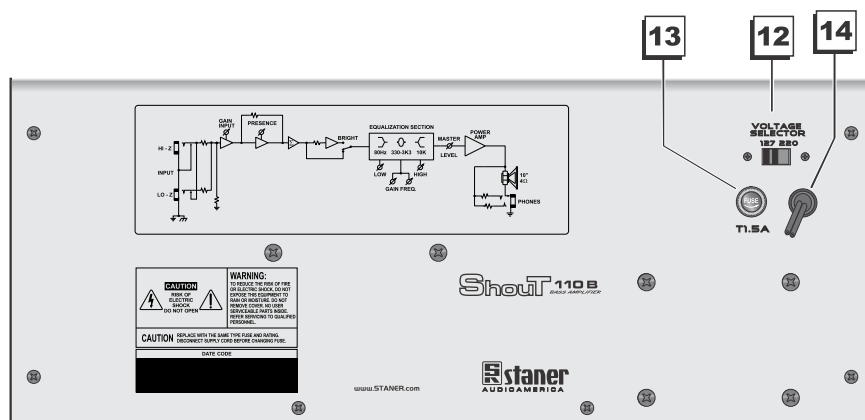 13
12
14
VOLTAGE
SELECTOR
127 220
FUSE
T1.5A
GAIN
INPUT
PRESENCE
HI - Z
INPUT
LO - Z
BRIGHT
EQUALIZATION SECTION
80Hz 330-3K3 10K
LOW
HIGH
GAIN FREQ.
MASTER
LEVEL
POWER
AMP
10"
4Ω
PHONES
CAUTION
RISK OF
ELECTRIC
SHOCK
DO NOT OPEN
WARNING:
TO REDUCE THE RISK OF FIRE
OR ELECTRIC SHOCK, DO NOT
EXPOSE THIS EQUIPMENT TO
RAIN OR MOISTURE. DO NOT
REMOVE COVER. NO USER
SERVICEABLE PARTS INSIDE.
REFER SERVICING TO QUALIFIED
PERSONNEL.
CAUTION REPLACE WITH THE SAME TYPE FUSE AND RATING.
DISCONNECT SUPPLY CORD BEFORE CHANGING FUSE.
DATE CODE
ShouT 110B
BASS AMPLIFIER
www.STANER.com
staner
AUDIOAMERICA